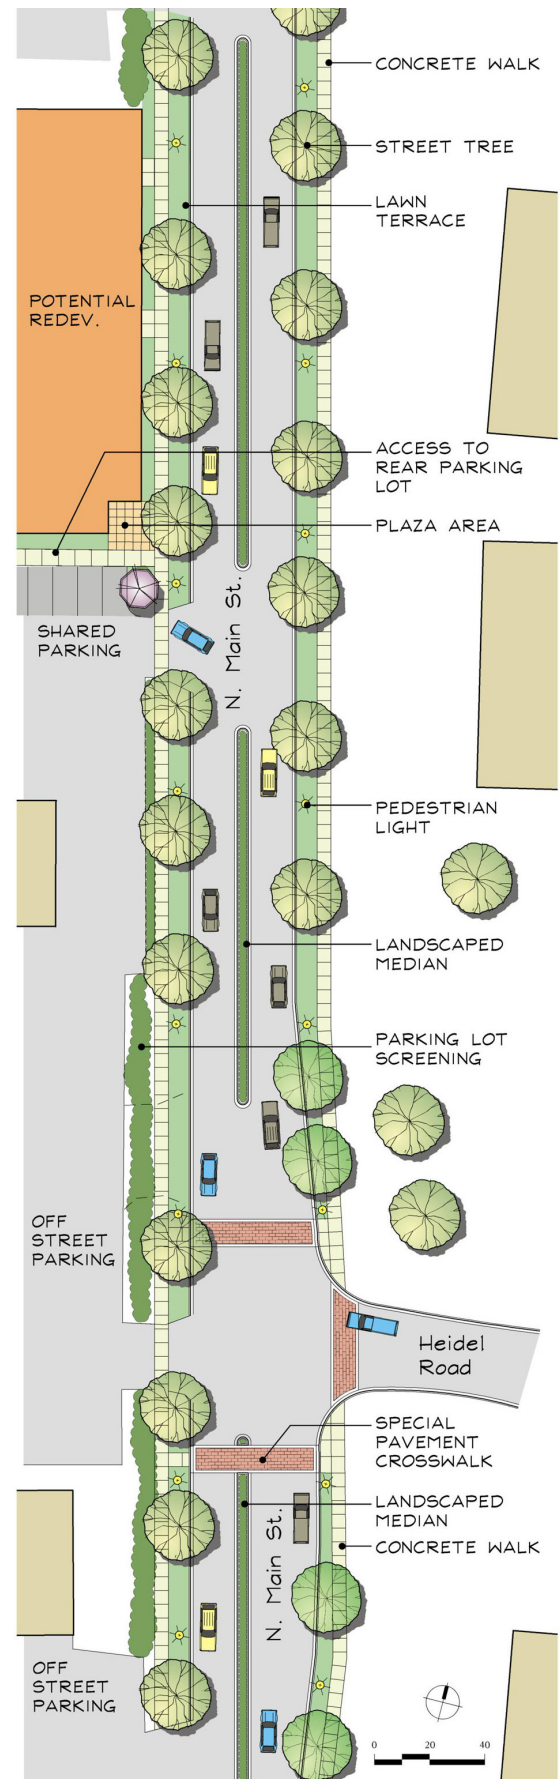 CONCRETE WALK
STREET TREE
LAWN
TERRACE
POTENTIAL
REDEV.
ACCESS TO
REAR PARKING
LOT
PLAZA AREA
N. Main St.
SHARED
PARKING
PEDESTRIAN
LIGHT
LANDSCAPED
MEDIAN
PARKING LOT
SCREENING
OFF
STREET
PARKING
Heidel
Road
SPECIAL
PAVEMENT
CROSSWALK
LANDSCAPED
MEDIAN
N. Main St.
CONCRETE WALK
OFF
STREET
PARKING
0 20 40